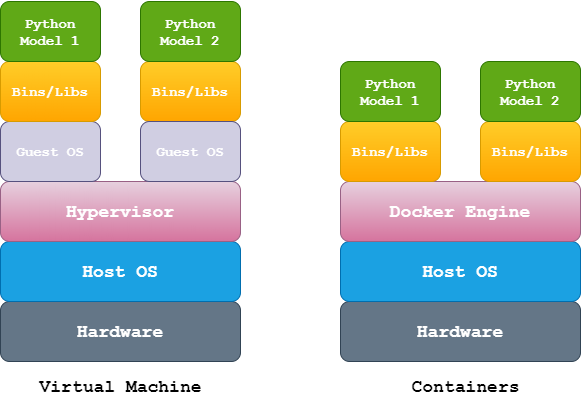 Python
Model 1
Python
Model 2
Bins/Libs
Bins/Libs
Guest OS
Guest OS
Hypervisor
Host OS
Hardware
Virtual Machine
Python
Model 1
Python
Model 2
Bins/Libs
Bins/Libs
Docker Engine
Host OS
Hardware
Containers